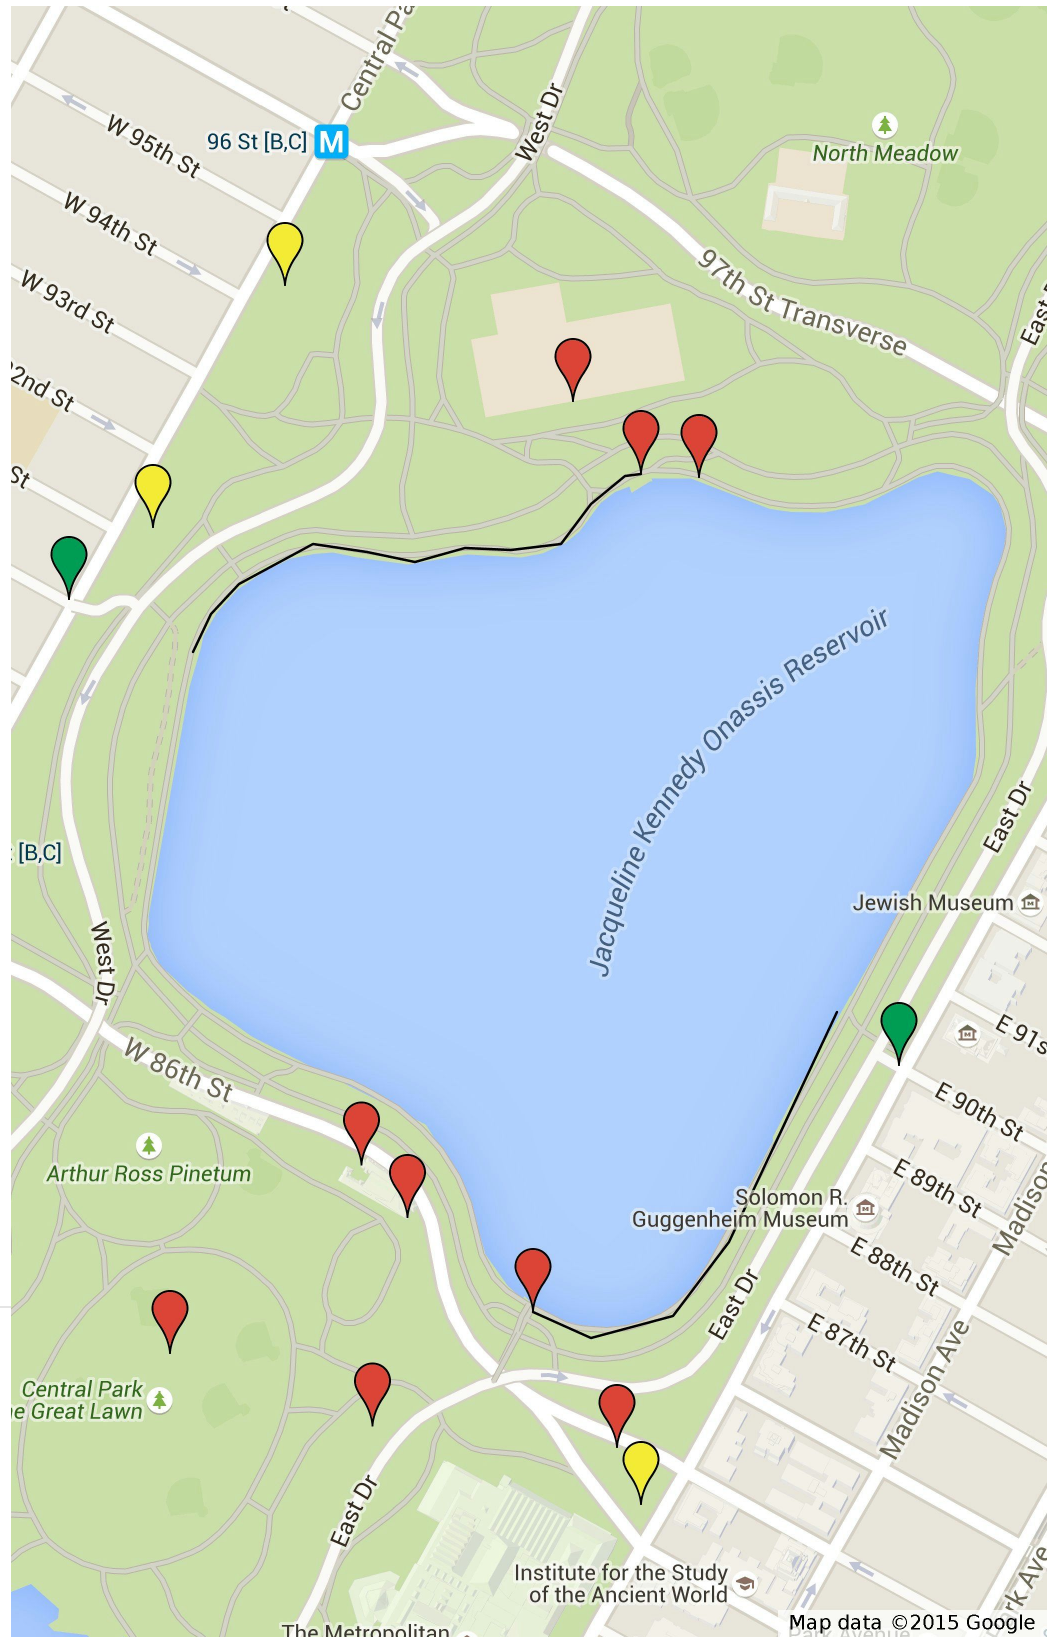 Central Pa
West Dr
96 St [B,C]
M
W 95th St
North Meadow
W 94th St
97th St Transverse
W 93rd St
East
2nd St
St
Jacqueline Kennedy Onassis Reservoir
East Dr
[B,C]
Jewish Museum
West Dr
E 91s
W 86th St
E 90th St
Arthur Ross Pinetum
E 89th St
Madison
Solomon R.
Guggenheim Museum
E 88th St
East Dr
E 87th St
Madison Ave
Central Park
e Great Lawn
East Dr
Institute for the Study
of the Ancient World
ark Ave
The Metropolitan
Park Avenue
Map data ©2015 Google